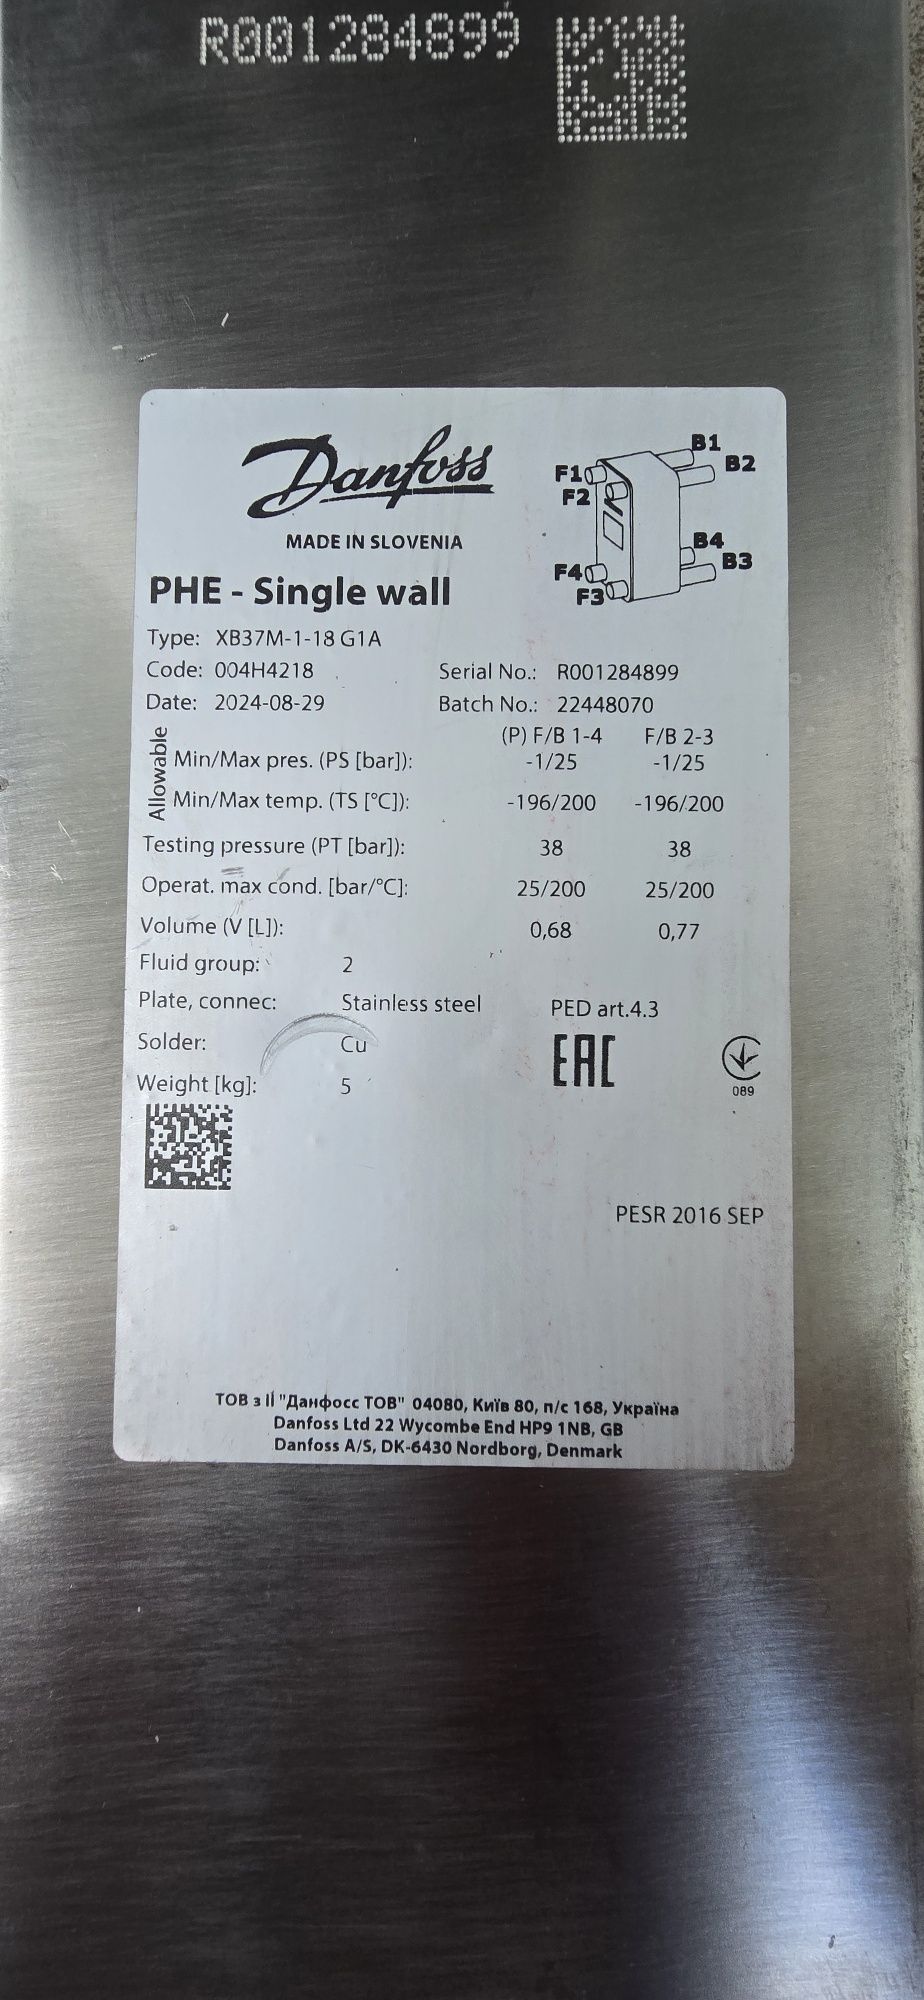 R001284899
Danfoss
MADE IN SLOVENIA
F1 F2 F4 F3 B1 B2 B4 B3
PHE - Single wall
Type: XB37M-1-18 G1A
Code: 004H4218 Serial No.: R001284899
Date: 2024-08-29 Batch No.: 22448070
(P) F/B 1-4 F/B 2-3
Allowable
Min/Max pres. (PS [bar]): -1/25 -1/25
Min/Max temp. (TS [°C]): -196/200 -196/200
Testing pressure (PT [bar]): 38 38
Operat. max cond. [bar/°C]: 25/200 25/200
Volume (V [L]): 0,68 0,77
Fluid group: 2
Plate, connec: Stainless steel PED art.4.3
Solder: Cu EAC
089
Weight [kg]: 5
PESR 2016 SEP
ТОВ з ІІ "Данфосс ТОВ" 04080, Київ 80, п/с 168, Україна
Danfoss Ltd 22 Wycombe End HP9 1NB, GB
Danfoss A/S, DK-6430 Nordborg, Denmark